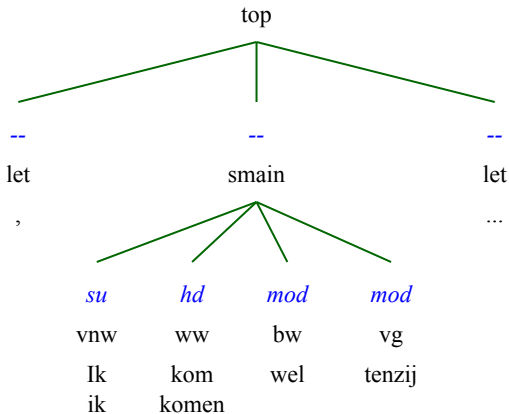 top
-- -- --
let smain let
, ...
su hd mod mod
vnw ww bw vg
Ik kom wel tenzij
ik komen